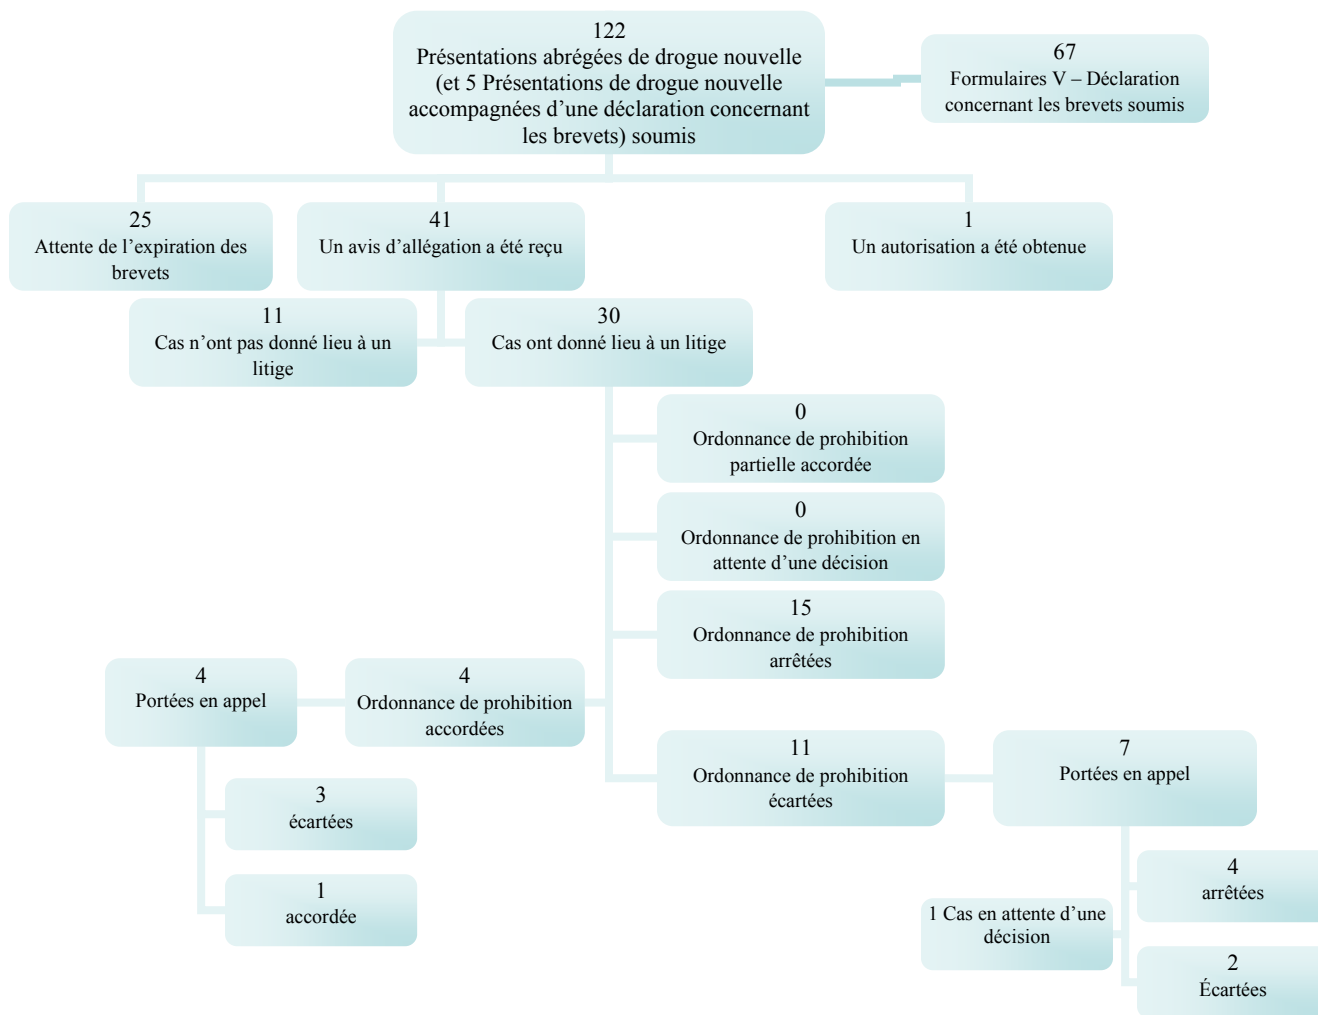 122
Présentations abrégées de drogue nouvelle
(et 5 Présentations de drogue nouvelle
accompagnées d’une déclaration concernant
les brevets) soumis
67
Formulaires V – Déclaration
concernant les brevets soumis
25
Attente de l’expiration des
brevets
41
Un avis d’allégation a été reçu
1
Un autorisation a été obtenue
11
Cas n’ont pas donné lieu à un
litige
30
Cas ont donné lieu à un litige
0
Ordonnance de prohibition
partielle accordée
0
Ordonnance de prohibition en
attente d’une décision
15
Ordonnance de prohibition
arrêtées
4
Portées en appel
4
Ordonnance de prohibition
accordées
3
écartées
1
accordée
11
Ordonnance de prohibition
écartées
7
Portées en appel
4
arrêtées
1 Cas en attente d’une
décision
2
Écartées